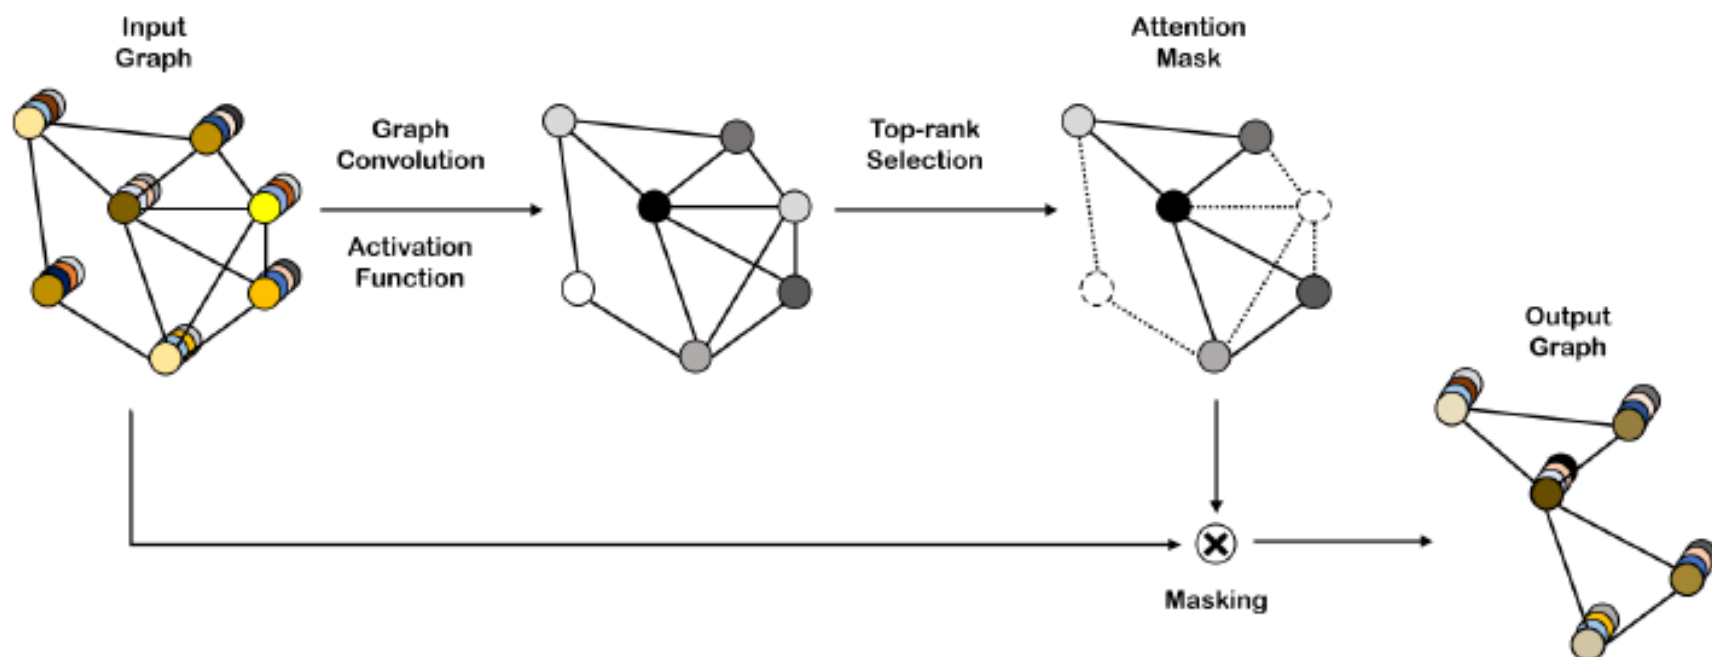 Input
Graph
Graph
Convolution
Activation
Function
Top-rank
Selection
Attention
Mask
Masking
Output
Graph